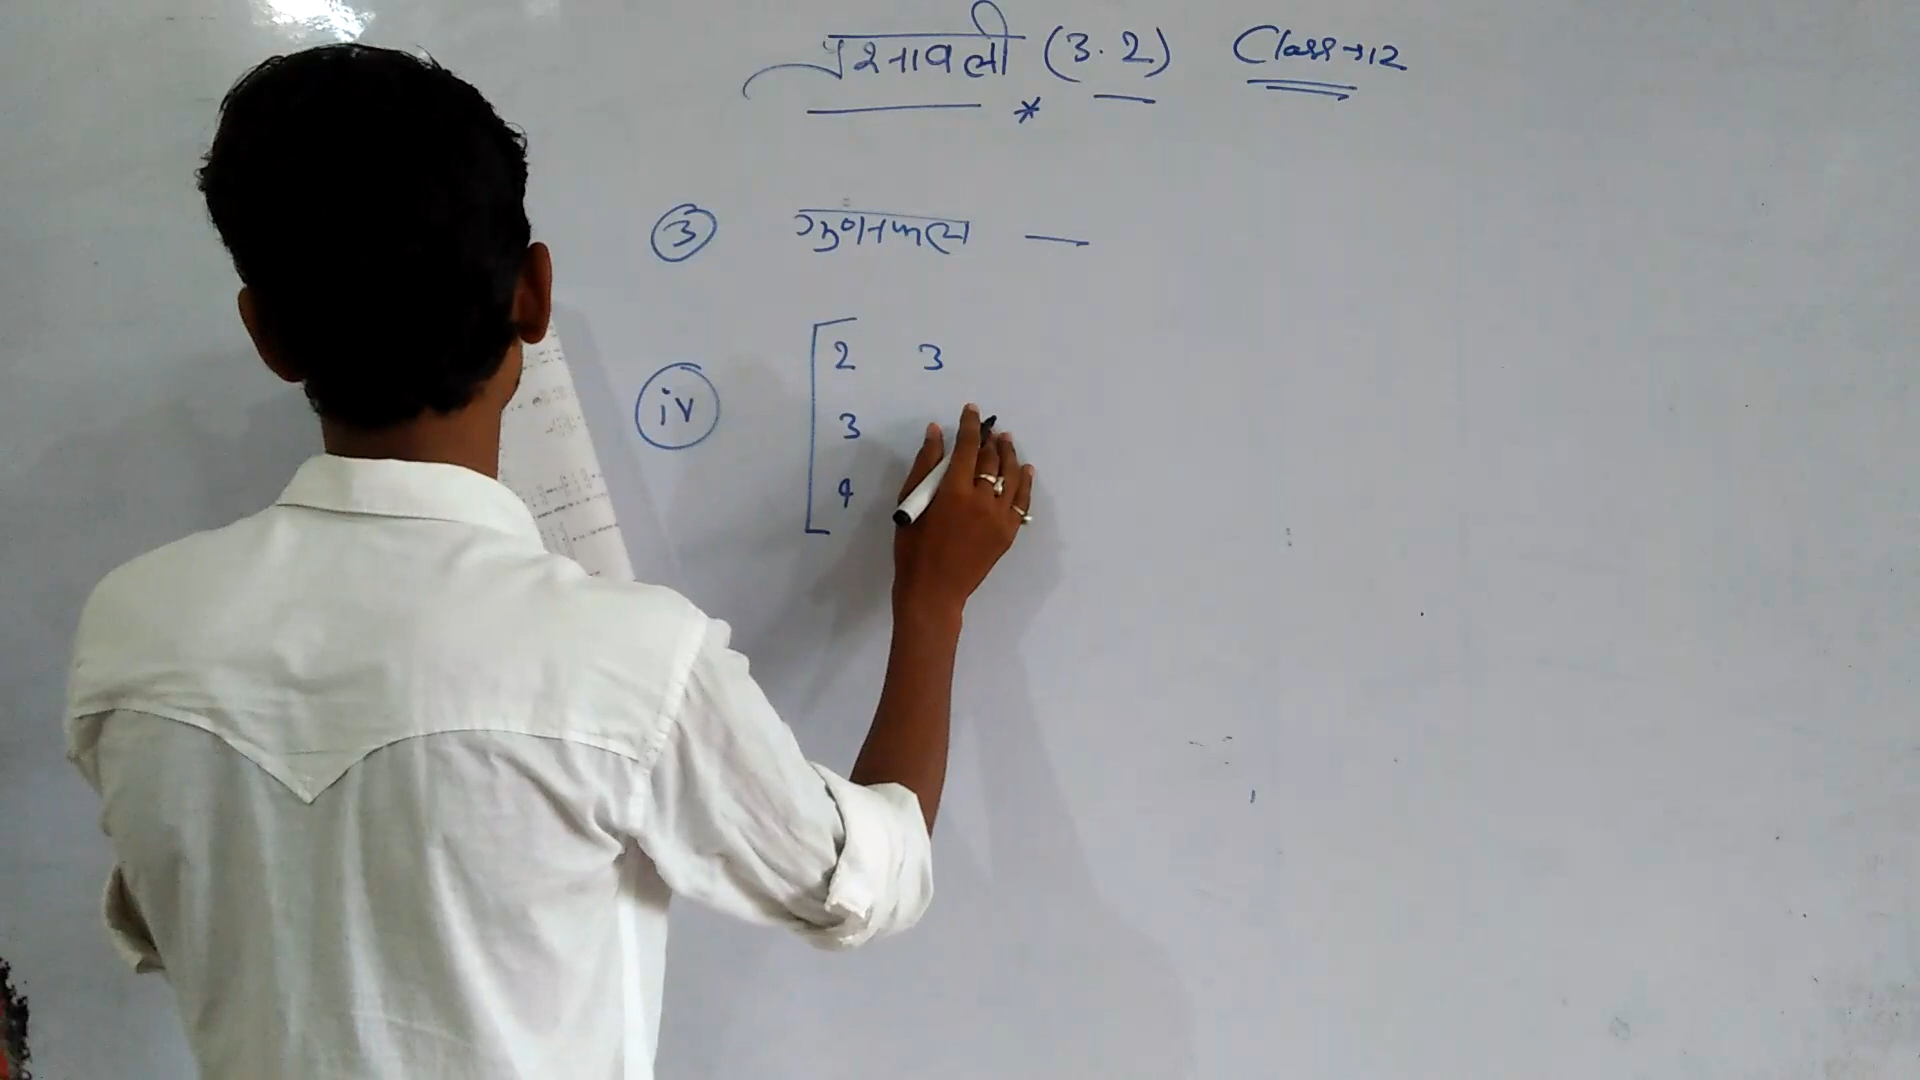 प्रश्नावली (3.2) Class→12
*
③ गुणनफल —
(iv) [ 2 3
3
4